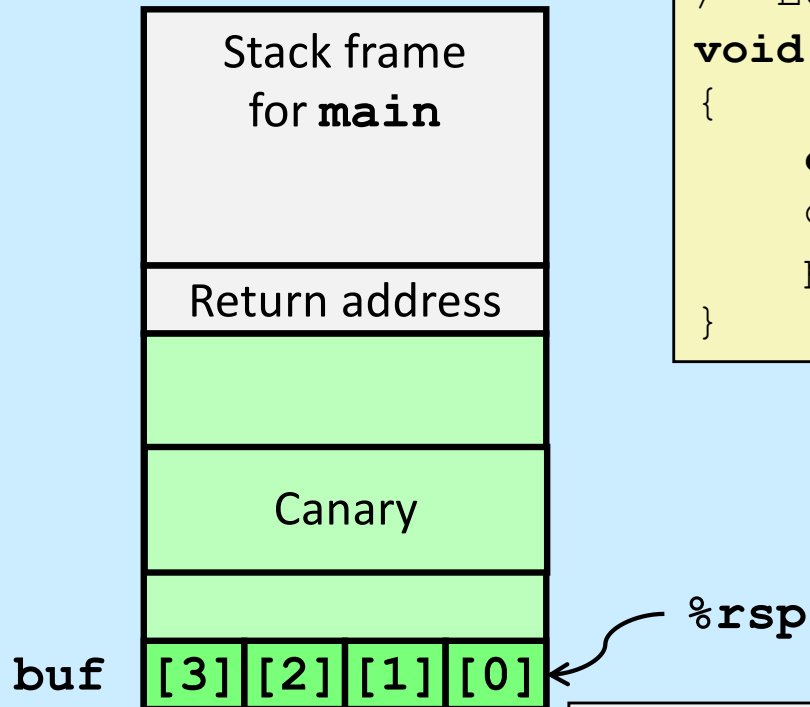 Stack frame
for main
Return address
Canary
buf [3] [2] [1] [0]
%rsp
void
{
}